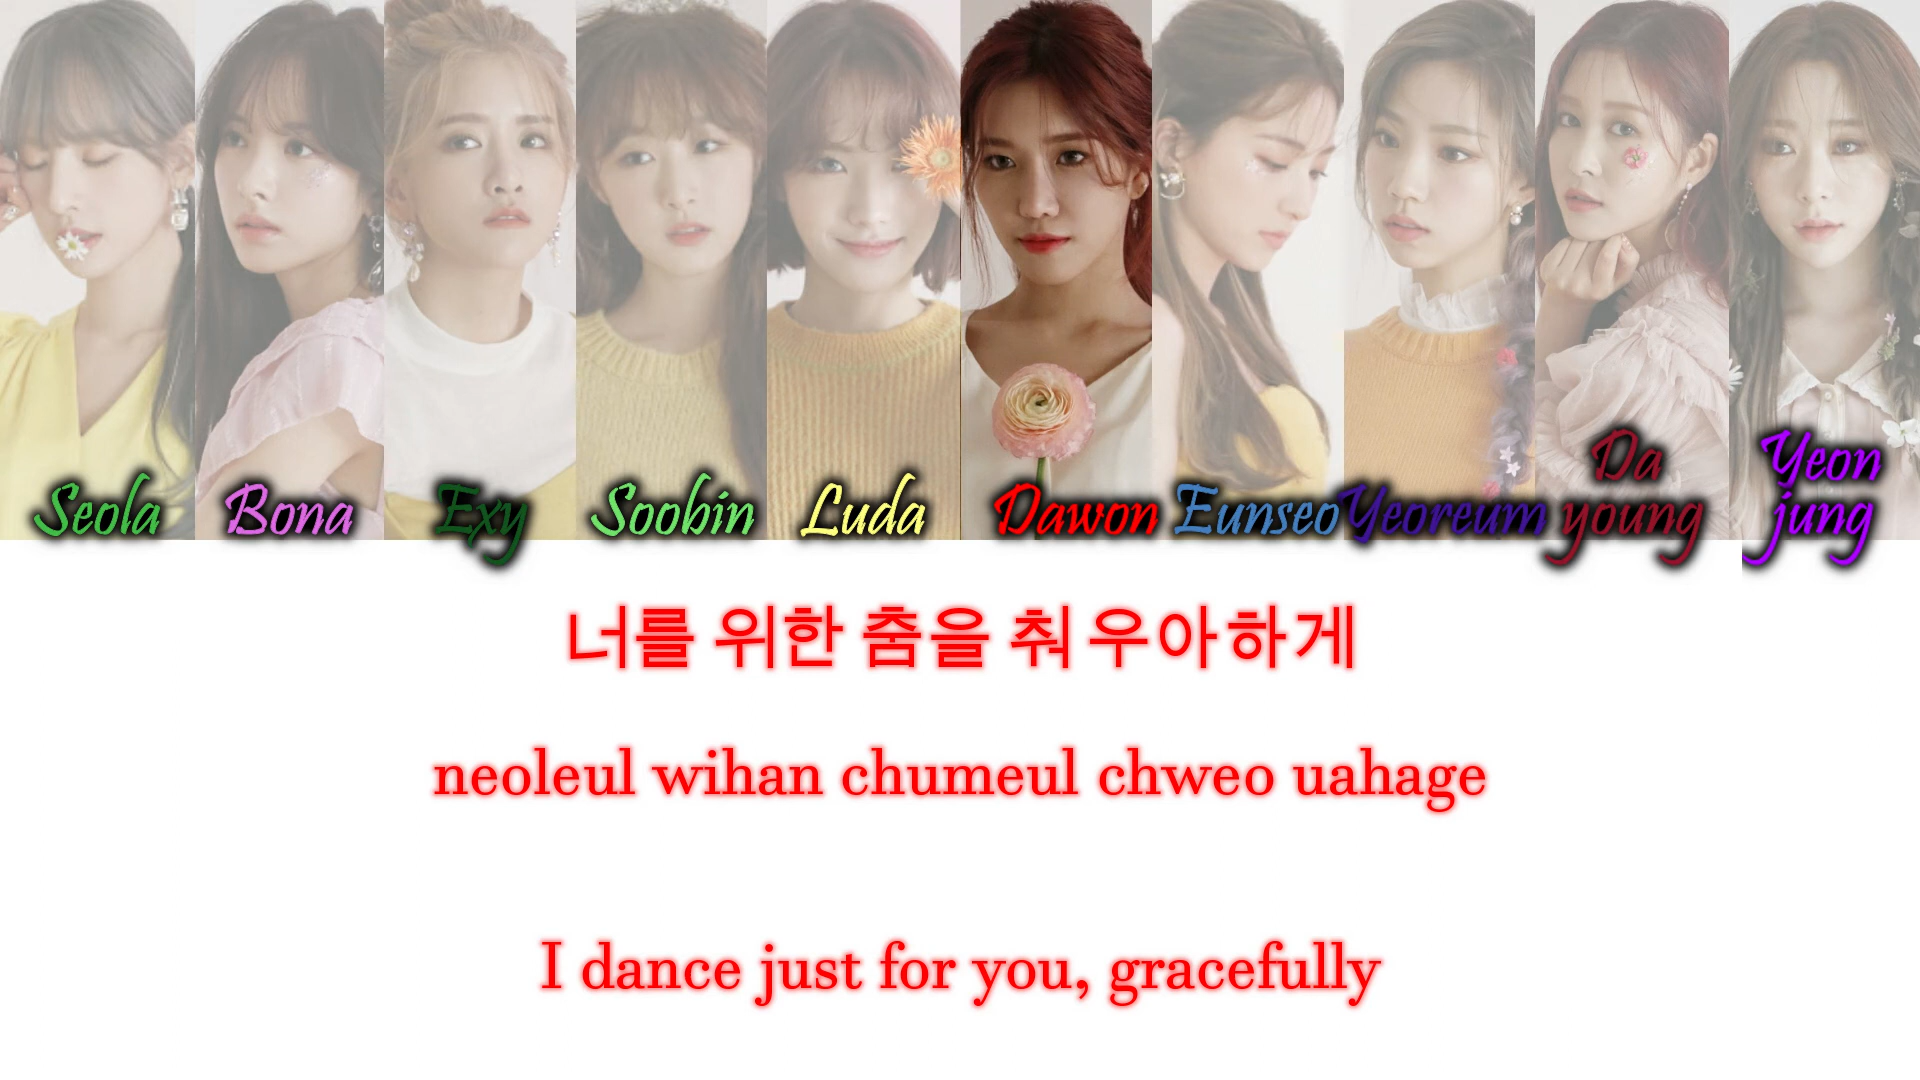 Seola Bona Exy Soobin Luda Dawon Eunseo Yeoreum Da young Yeon jung
너를 위한 춤을 춰 우아하게
neoleul wihan chumeul chweo uahage
I dance just for you, gracefully